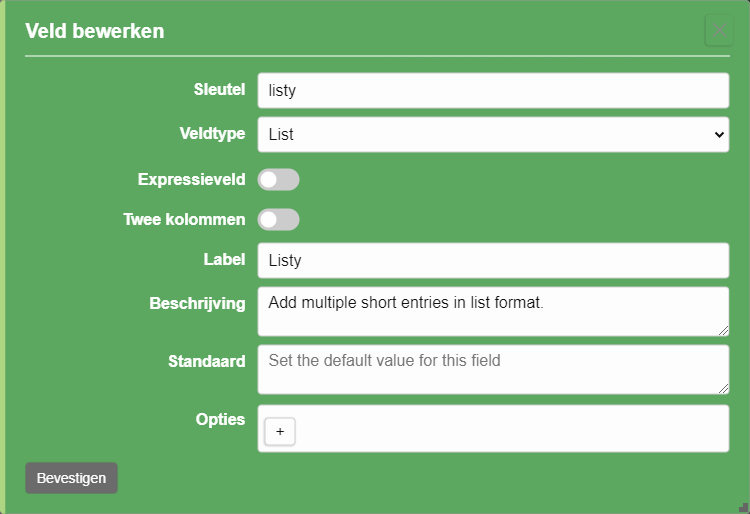 Veld bewerken
Sleutel listy
Veldtype List
Expressieveld
Twee kolommen
Label Listy
Beschrijving Add multiple short entries in list format.
Standaard Set the default value for this field
Opties +
Bevestigen